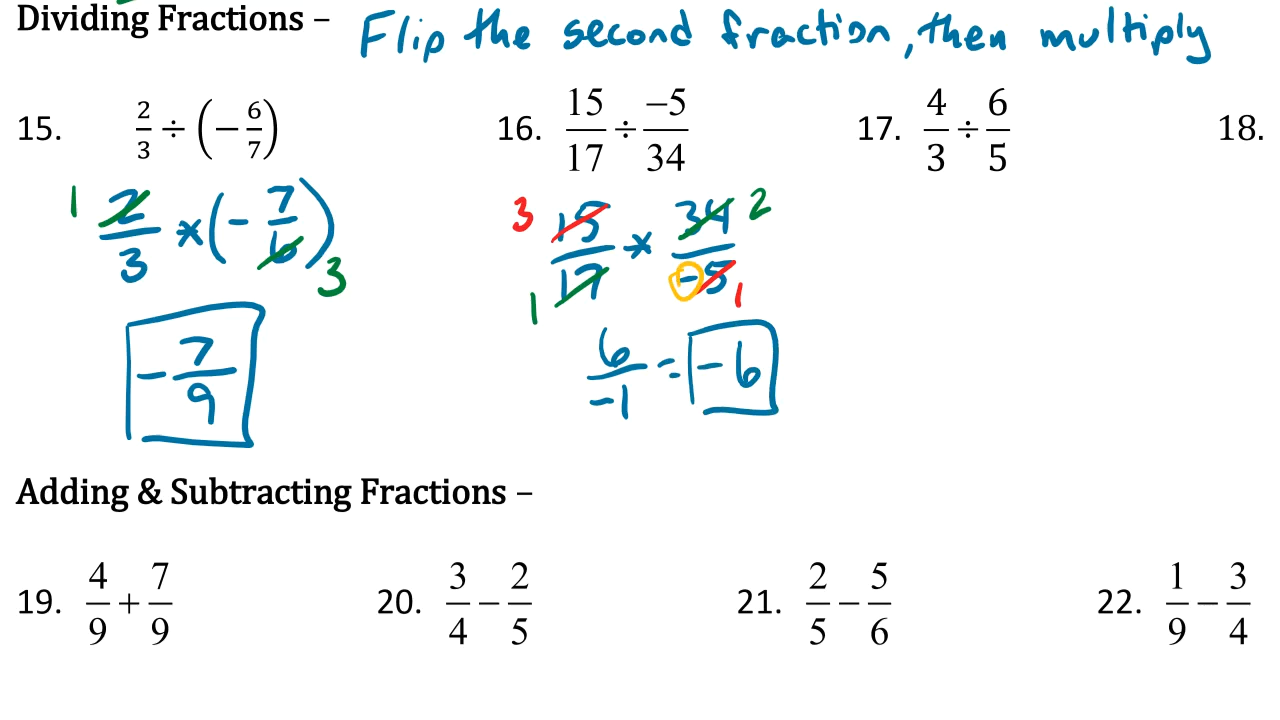 Dividing Fractions – Flip the second fraction, then multiply
15. 2/3 ÷ (−6/7) 16. 15/17 ÷ −5/34 17. 4/3 ÷ 6/5 18.
1 2/3 * (− 7/6) 3 3 15/17 1 * 34/−5 2 1
− 7/9 6/−1 = −6
Adding & Subtracting Fractions –
19. 4/9 + 7/9 20. 3/4 − 2/5 21. 2/5 − 5/6 22. 1/9 − 3/4